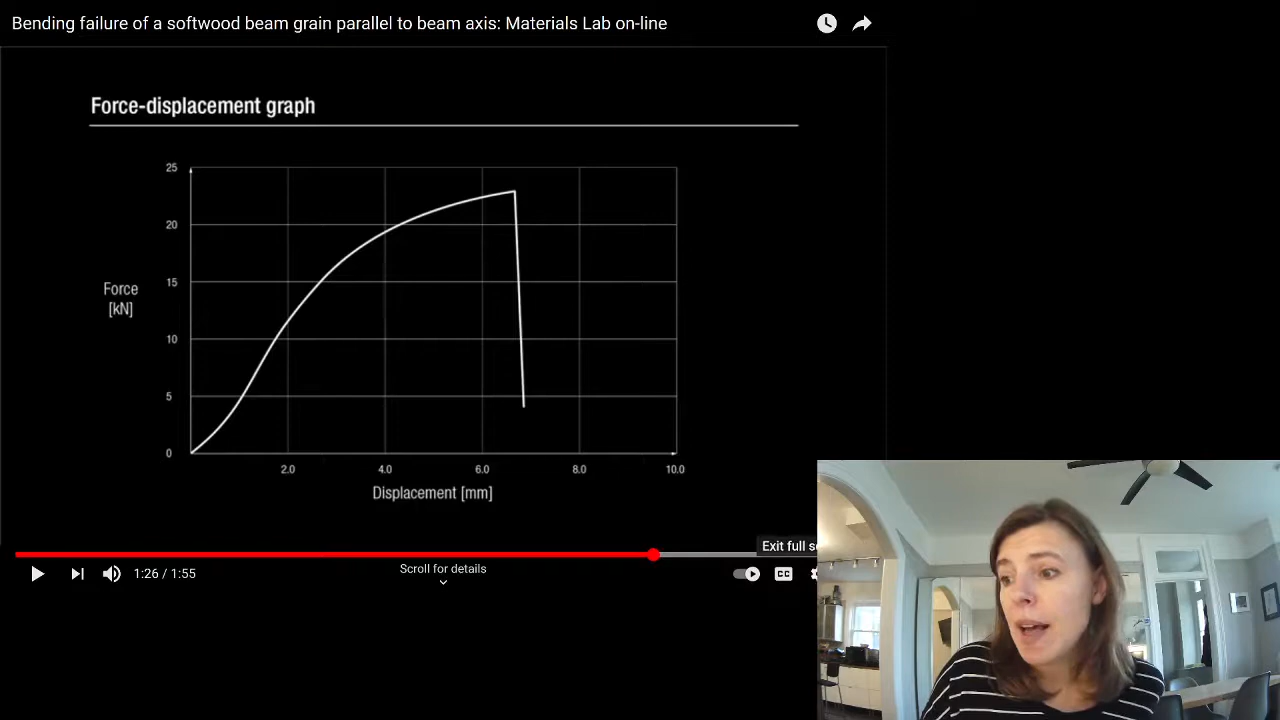 Bending failure of a softwood beam grain parallel to beam axis: Materials Lab on-line
Force-displacement graph
25
20
15
10
5
0
Force
[kN]
2.0
4.0
6.0
8.0
10.0
Displacement [mm]
Exit full
1:26 / 1:55
Scroll for details
CC